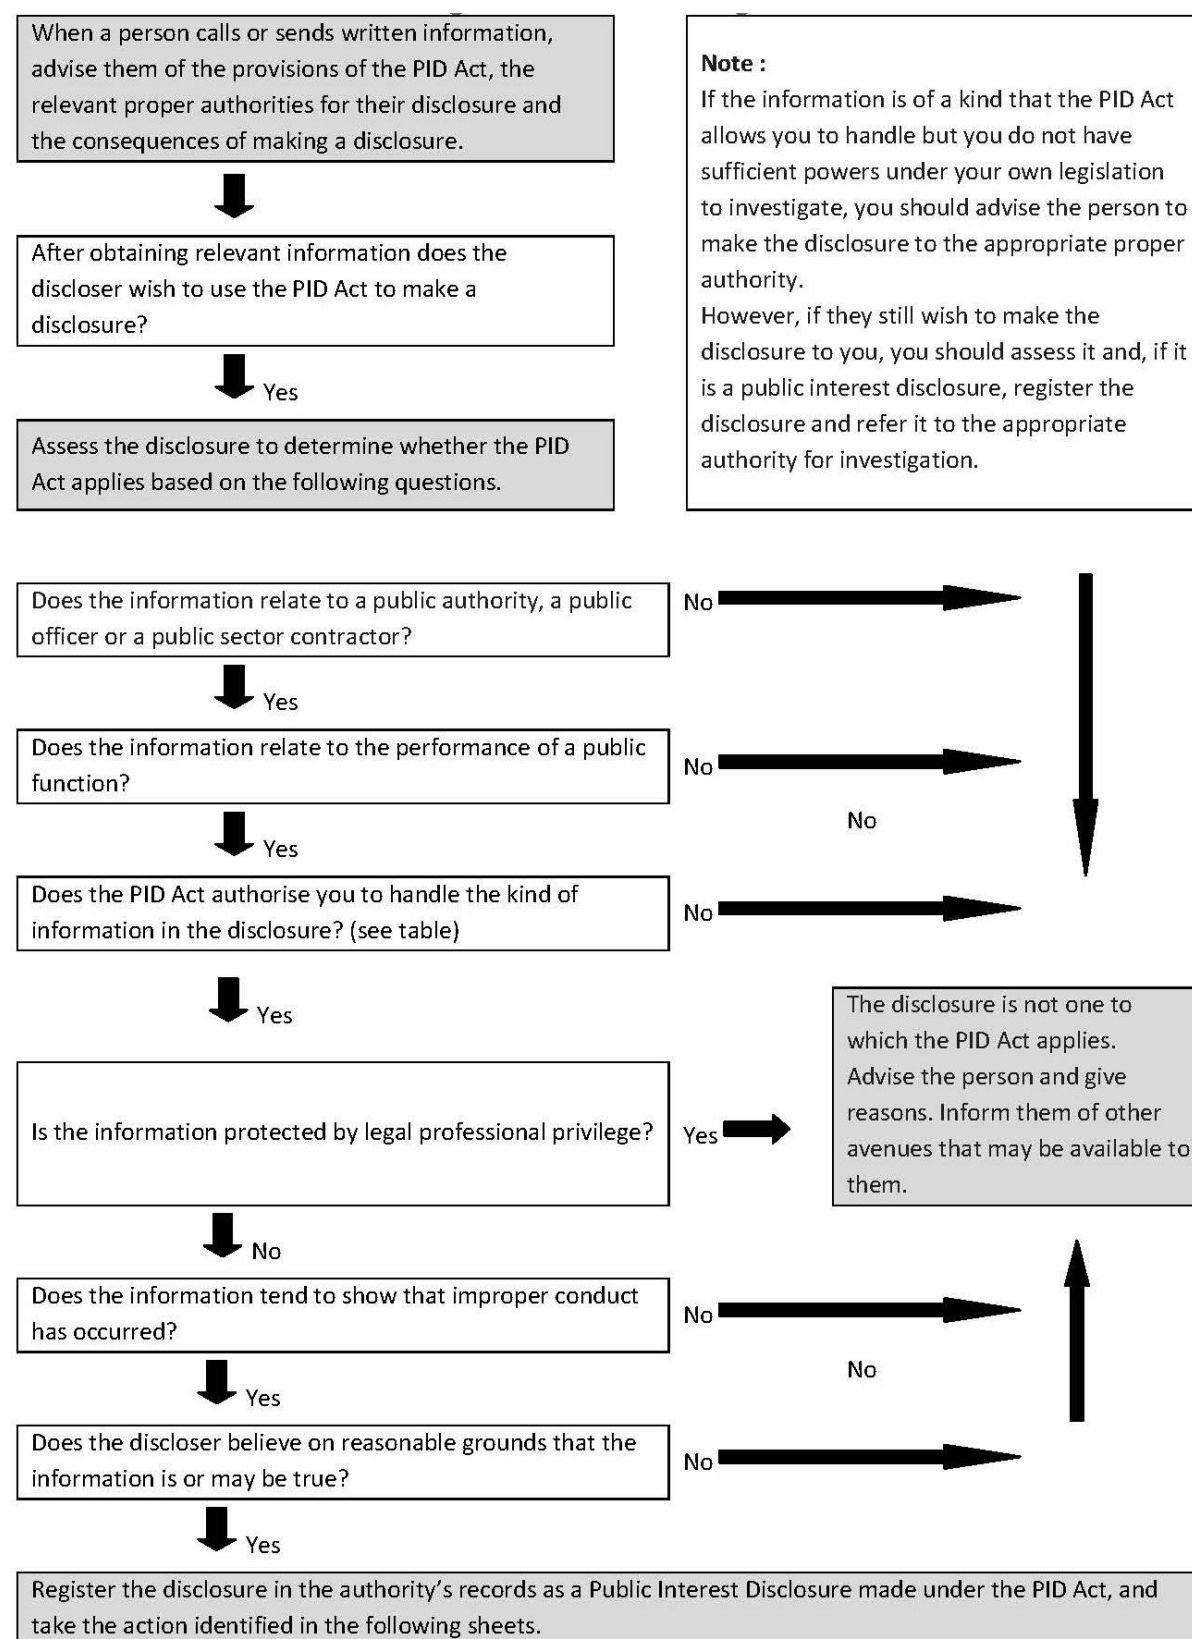 When a person calls or sends written information,
advise them of the provisions of the PID Act, the
relevant proper authorities for their disclosure and
the consequences of making a disclosure.
Note :
If the information is of a kind that the PID Act
allows you to handle but you do not have
sufficient powers under your own legislation
to investigate, you should advise the person to
make the disclosure to the appropriate proper
authority.
However, if they still wish to make the
disclosure to you, you should assess it and, if it
is a public interest disclosure, register the
disclosure and refer it to the appropriate
authority for investigation.
After obtaining relevant information does the
discloser wish to use the PID Act to make a
disclosure?
Yes
Assess the disclosure to determine whether the PID
Act applies based on the following questions.
Does the information relate to a public authority, a public
officer or a public sector contractor?
No
Yes
Does the information relate to the performance of a public
function?
No
No
Yes
Does the PID Act authorise you to handle the kind of
information in the disclosure? (see table)
No
Yes
The disclosure is not one to
which the PID Act applies.
Advise the person and give
reasons. Inform them of other
avenues that may be available to
them.
Is the information protected by legal professional privilege?
Yes
No
Does the information tend to show that improper conduct
has occurred?
No
No
Yes
Does the discloser believe on reasonable grounds that the
information is or may be true?
No
Yes
Register the disclosure in the authority's records as a Public Interest Disclosure made under the PID Act, and
take the action identified in the following sheets.